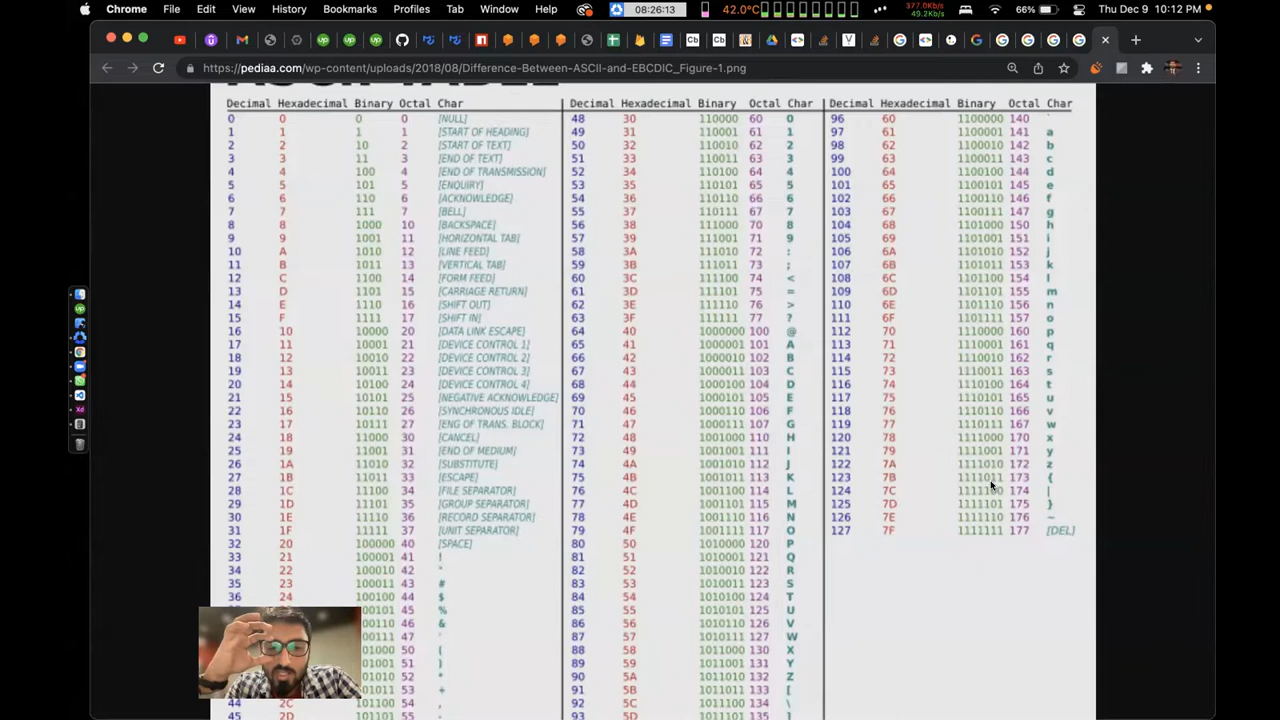 Chrome File Edit View History Bookmarks Profiles Tab Window Help 08:26:13 42.0°C 377.0Kb/s 49.2kb/s 66% Thu Dec 9 10:12 PM
https://pediaa.com/wp-content/uploads/2018/08/Difference-Between-ASCII-and-EBCDIC_Figure-1.png
Decimal Hexadecimal Binary Octal Char Decimal Hexadecimal Binary Octal Char Decimal Hexadecimal Binary Octal Char
0 0 0 0 [NULL] 48 30 110000 60 0 96 60 1100000 140 `
1 1 1 1 [START OF HEADING] 49 31 110001 61 1 97 61 1100001 141 a
2 2 10 2 [START OF TEXT] 50 32 110010 62 2 98 62 1100010 142 b
3 3 11 3 [END OF TEXT] 51 33 110011 63 3 99 63 1100011 143 c
4 4 100 4 [END OF TRANSMISSION] 52 34 110100 64 4 100 64 1100100 144 d
5 5 101 5 [ENQUIRY] 53 35 110101 65 5 101 65 1100101 145 e
6 6 110 6 [ACKNOWLEDGE] 54 36 110110 66 6 102 66 1100110 146 f
7 7 111 7 [BELL] 55 37 110111 67 7 103 67 1100111 147 g
8 8 1000 10 [BACKSPACE] 56 38 111000 70 8 104 68 1101000 150 h
9 9 1001 11 [HORIZONTAL TAB] 57 39 111001 71 9 105 69 1101001 151 i
10 A 1010 12 [LINE FEED] 58 3A 111010 72 : 106 6A 1101010 152 j
11 B 1011 13 [VERTICAL TAB] 59 3B 111011 73 ; 107 6B 1101011 153 k
12 C 1100 14 [FORM FEED] 60 3C 111100 74 < 108 6C 1101100 154 l
13 D 1101 15 [CARRIAGE RETURN] 61 3D 111101 75 = 109 6D 1101101 155 m
14 E 1110 16 [SHIFT OUT] 62 3E 111110 76 > 110 6E 1101110 156 n
15 F 1111 17 [SHIFT IN] 63 3F 111111 77 ? 111 6F 1101111 157 o
16 10 10000 20 [DATA LINK ESCAPE] 64 40 1000000 100 @ 112 70 1110000 160 p
17 11 10001 21 [DEVICE CONTROL 1] 65 41 1000001 101 A 113 71 1110001 161 q
18 12 10010 22 [DEVICE CONTROL 2] 66 42 1000010 102 B 114 72 1110010 162 r
19 13 10011 23 [DEVICE CONTROL 3] 67 43 1000011 103 C 115 73 1110011 163 s
20 14 10100 24 [DEVICE CONTROL 4] 68 44 1000100 104 D 116 74 1110100 164 t
21 15 10101 25 [NEGATIVE ACKNOWLEDGE] 69 45 1000101 105 E 117 75 1110101 165 u
22 16 10110 26 [SYNCHRONOUS IDLE] 70 46 1000110 106 F 118 76 1110110 166 v
23 17 10111 27 [ENG OF TRANS. BLOCK] 71 47 1000111 107 G 119 77 1110111 167 w
24 18 11000 30 [CANCEL] 72 48 1001000 110 H 120 78 1111000 170 x
25 19 11001 31 [END OF MEDIUM] 73 49 1001001 111 I 121 79 1111001 171 y
26 1A 11010 32 [SUBSTITUTE] 74 4A 1001010 112 J 122 7A 1111010 172 z
27 1B 11011 33 [ESCAPE] 75 4B 1001011 113 K 123 7B 1111011 173 {
28 1C 11100 34 [FILE SEPARATOR] 76 4C 1001100 114 L 124 7C 1111100 174 |
29 1D 11101 35 [GROUP SEPARATOR] 77 4D 1001101 115 M 125 7D 1111101 175 }
30 1E 11110 36 [RECORD SEPARATOR] 78 4E 1001110 116 N 126 7E 1111110 176 ~
31 1F 11111 37 [UNIT SEPARATOR] 79 4F 1001111 117 O 127 7F 1111111 177 [DEL]
32 20 100000 40 [SPACE] 80 50 1010000 120 P
33 21 100001 41 ! 81 51 1010001 121 Q
34 22 100010 42 " 82 52 1010010 122 R
35 23 100011 43 # 83 53 1010011 123 S
36 24 100100 44 $ 84 54 1010100 124 T
45 % 85 55 1010101 125 U
46 & 86 56 1010110 126 V
47 ' 87 57 1010111 127 W
50 ( 88 58 1011000 130 X
51 ) 89 59 1011001 131 Y
52 * 90 5A 1011010 132 Z
53 + 91 5B 1011011 133 [
44 2C 101100 54 , 92 5C 1011100 134 \
45 2D 101101 55 - 93 5D 1011101 135 ]